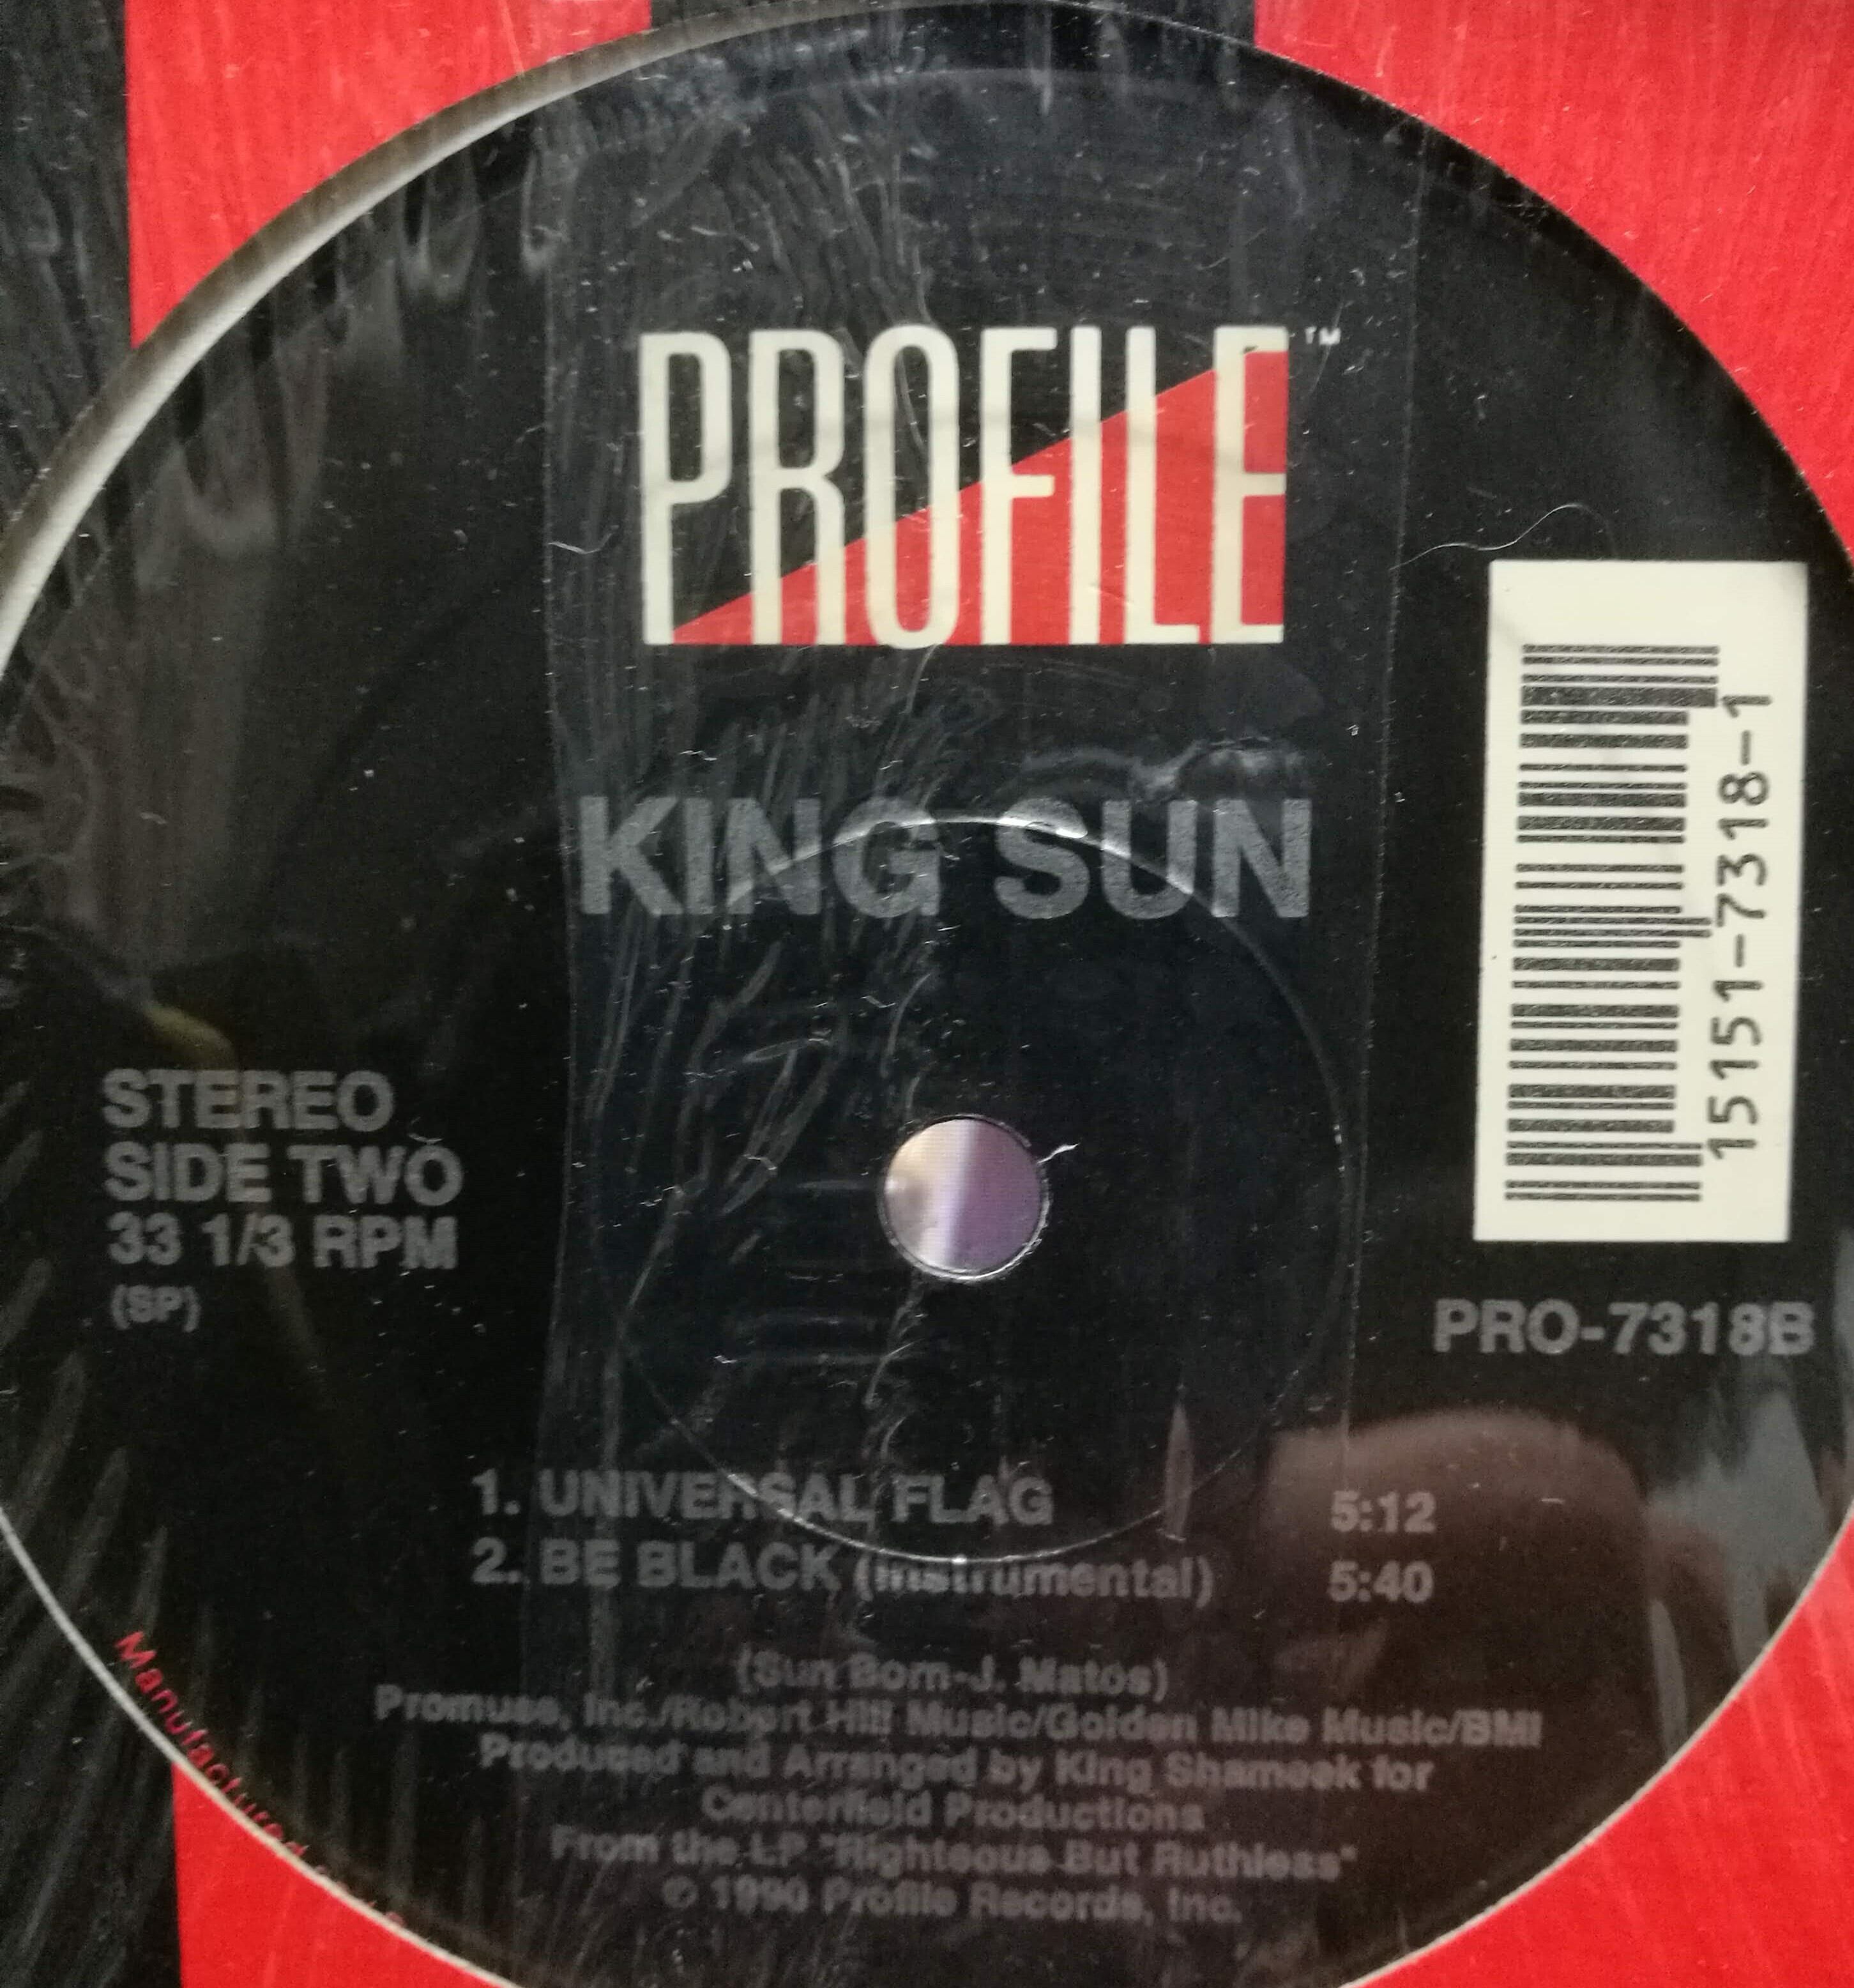 PROFILE™
KING SUN
15151-7318-1
STEREO
SIDE TWO
33 1/3 RPM
(SP)
PRO-7318B
1. UNIVERSAL FLAG 5:12
2. BE BLACK (Instrumental) 5:40
(Sun Born-J. Matos)
Promuse, Inc./Robert Hill Music/Golden Mike Music/BMI
Produced and Arranged by King Shameek for
Centerfield Productions
From the LP "Righteous But Ruthless"
℗ 1990 Profile Records, Inc.
Manufactured